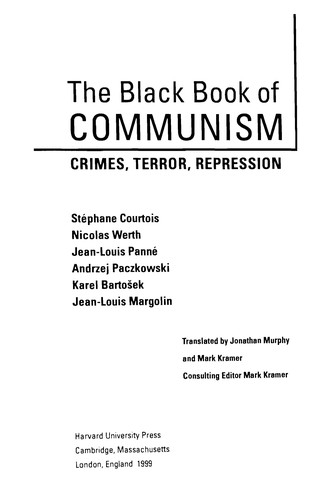 The Black Book of
COMMUNISM
CRIMES, TERROR, REPRESSION
Stéphane Courtois
Nicolas Werth
Jean-Louis Panné
Andrzej Paczkowski
Karel Bartošek
Jean-Louis Margolin
Translated by Jonathan Murphy
and Mark Kramer
Consulting Editor Mark Kramer
Harvard University Press
Cambridge, Massachusetts
London, England 1999